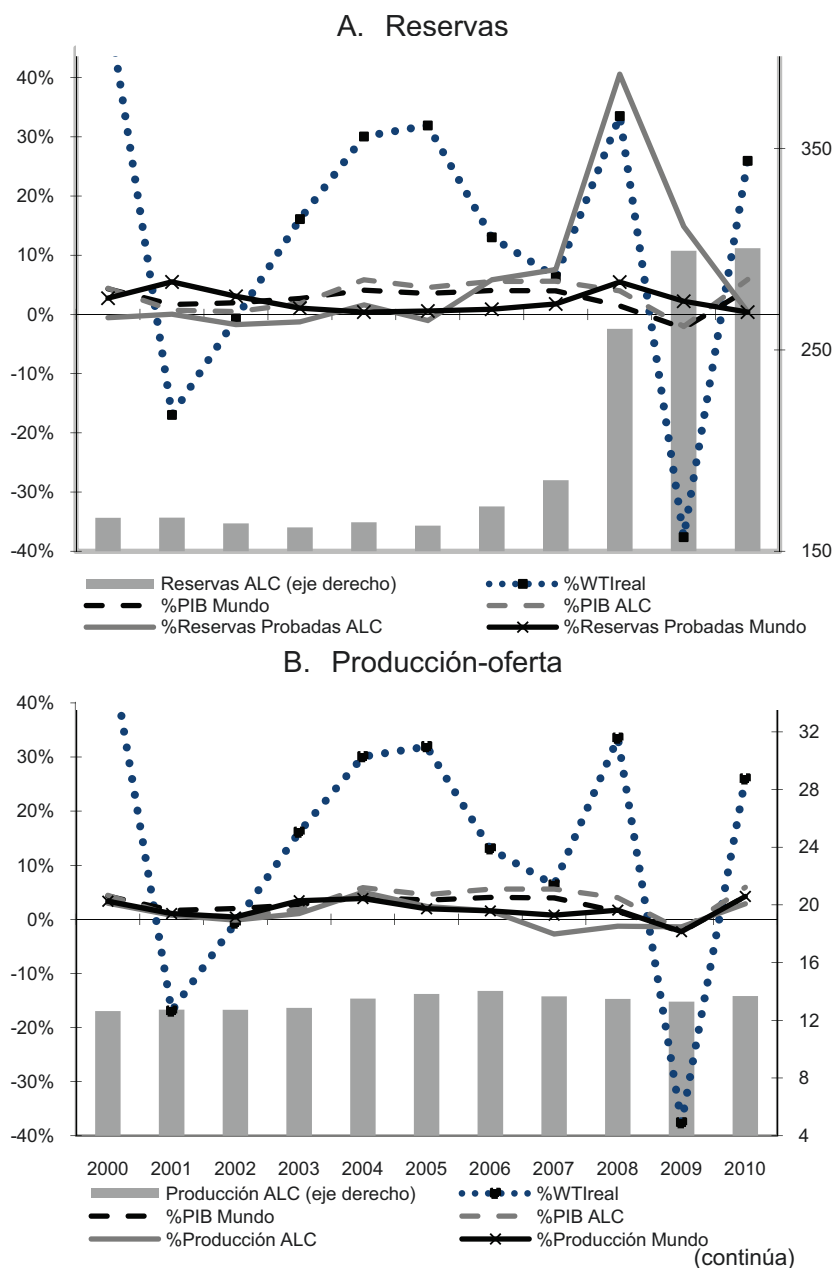 A. Reservas
40%
30%
20%
10%
0%
-10%
-20%
-30%
-40%
350
250
150
Reservas ALC (eje derecho)
%WTIreal
%PIB Mundo
%PIB ALC
%Reservas Probadas ALC
%Reservas Probadas Mundo
B. Producción-oferta
40%
30%
20%
10%
0%
-10%
-20%
-30%
-40%
32
28
24
20
16
12
8
4
2000 2001 2002 2003 2004 2005 2006 2007 2008 2009 2010
Producción ALC (eje derecho)
%WTIreal
%PIB Mundo
%PIB ALC
%Producción ALC
%Producción Mundo
(continúa)